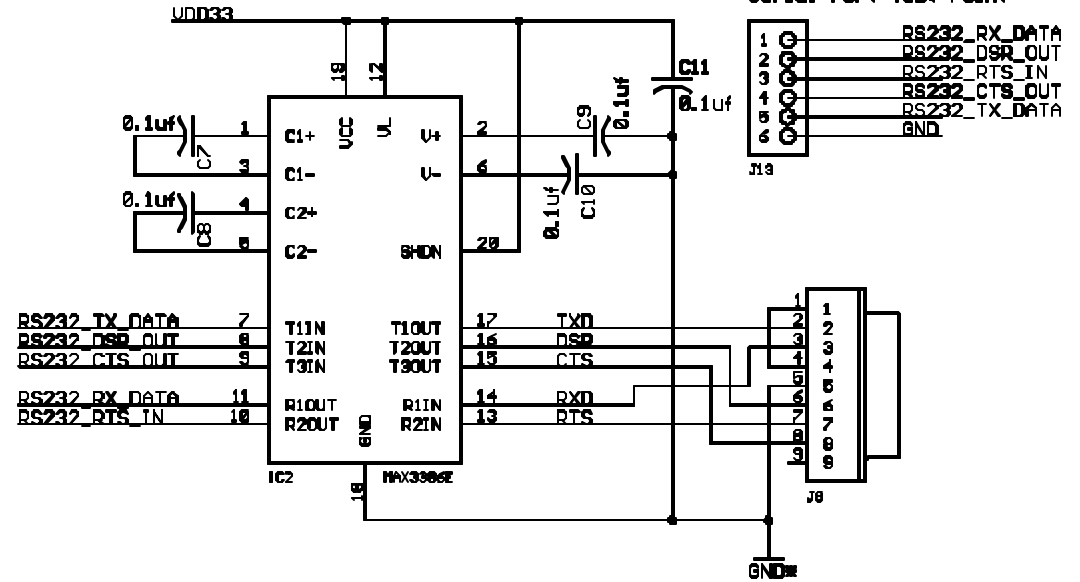 VDD33
19
12
C11
0.1uf
0.1uf
C9
0.1uf
C7
1
C1+
VCC
VL
V+
2
3
C1-
V-
6
0.1uf
C10
0.1uf
C8
4
C2+
5
C2-
SHDN
20
RS232_TX_DATA
7
T1IN
T1OUT
17
TXD
RS232_DSR_OUT
8
T2IN
T2OUT
16
DSR
RS232_CTS_OUT
9
T3IN
T3OUT
15
CTS
RS232_RX_DATA
11
R1OUT
R1IN
14
RXD
RS232_RTS_IN
10
R2OUT
R2IN
13
RTS
GND
IC2
18
MAX3386E
1 RS232_RX_DATA
2 RS232_DSR_OUT
3 RS232_RTS_IN
4 RS232_CTS_OUT
5 RS232_TX_DATA
6 GND
J13
1 1
2 2
3 3
4 4
5 5
6 6
7 7
8 8
9 9
J8
GND